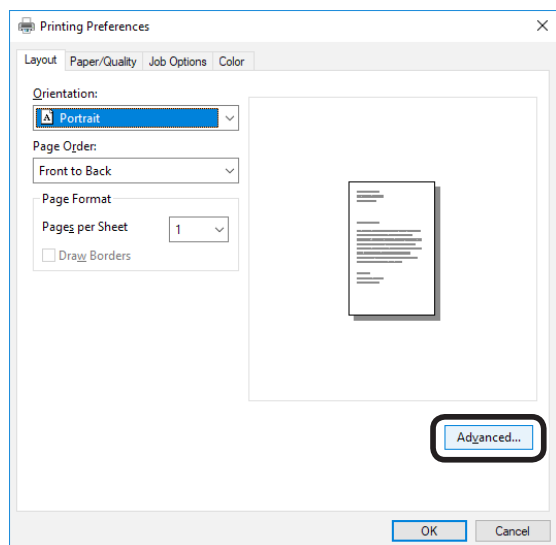 Printing Preferences
Layout Paper/Quality Job Options Color
Orientation:
A Portrait
Page Order:
Front to Back
Page Format
Pages per Sheet 1
Draw Borders
Advanced...
OK Cancel